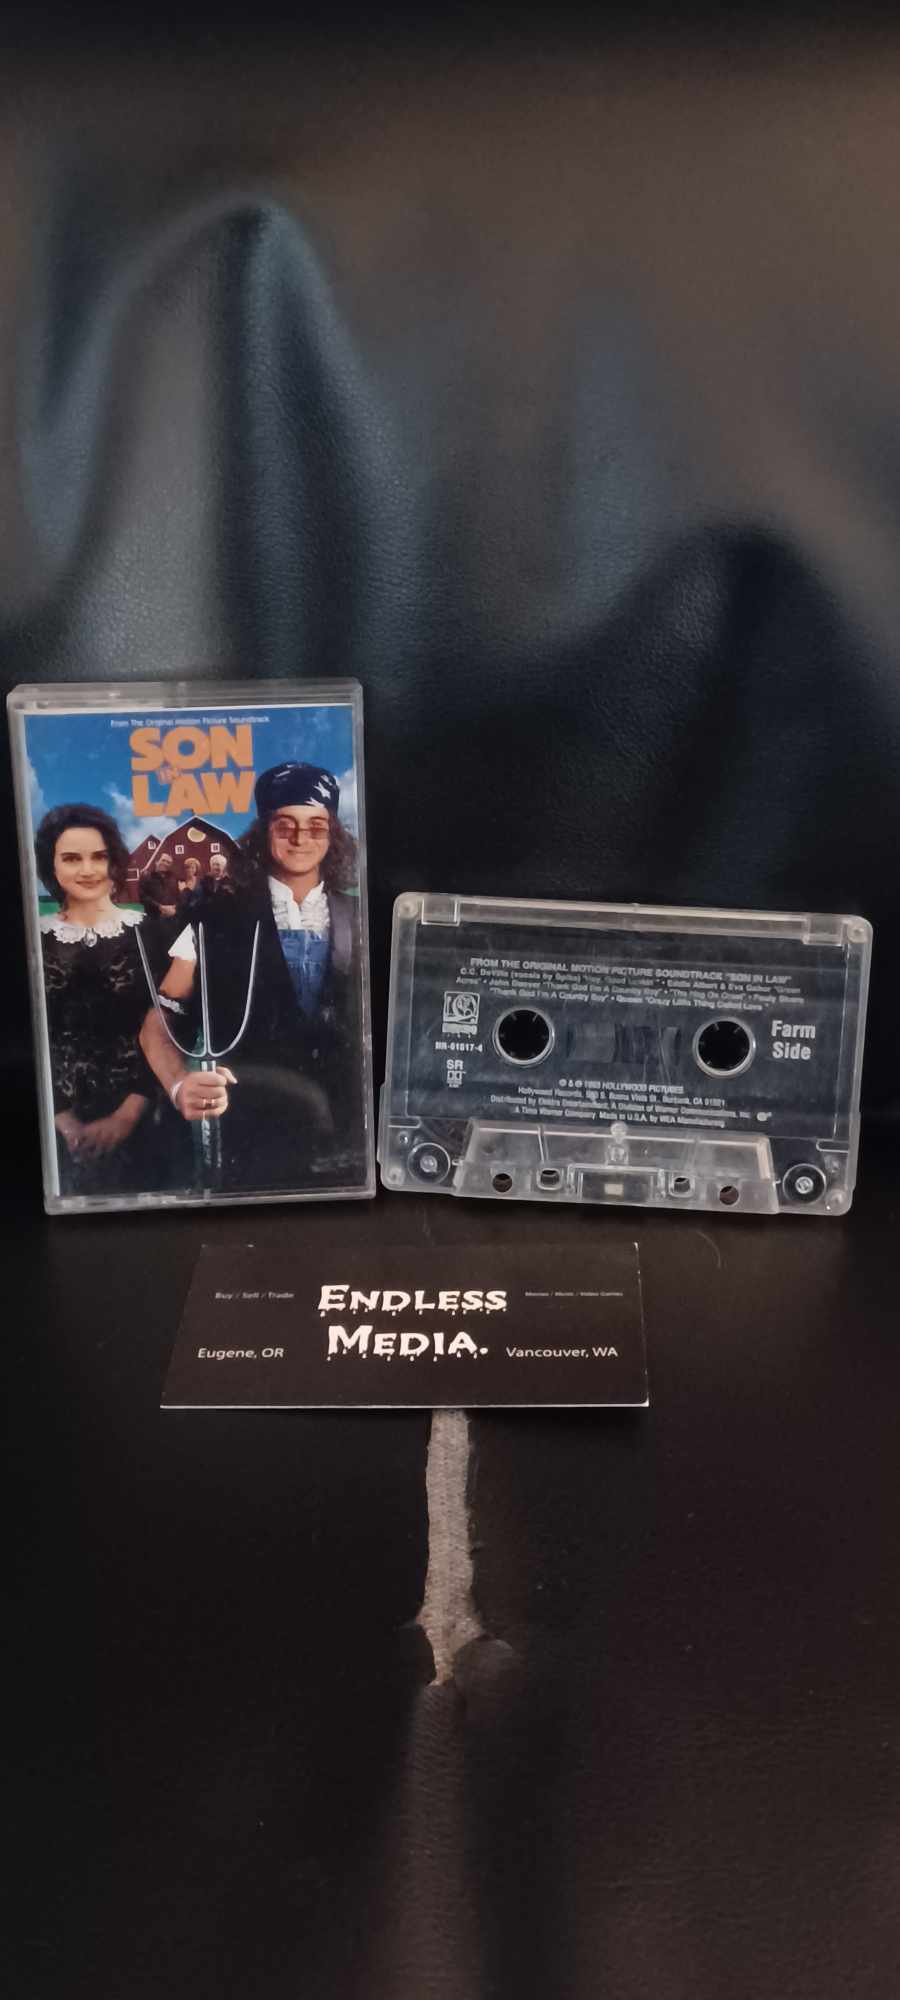 From The Original Motion Picture Soundtrack
SON
IN
LAW
FROM THE ORIGINAL MOTION PICTURE SOUNDTRACK "SON IN LAW"
C.C. DeVille (vocals by Spike) "Hey Good Lookin'" • Eddie Albert & Eva Gabor "Green
Acres" • John Denver "Thank God I'm A Country Boy" • "The Hog Da Crawl" • Pauly Shore
"Thank God I'm A Country Boy" • Queen "Crazy Little Thing Called Love"
MH-61817-4
SR
Farm
Side
℗ & © 1993 HOLLYWOOD PICTURES
Hollywood Records, 500 S. Buena Vista St., Burbank, CA 91521.
Distributed by Elektra Entertainment, A Division of Warner Communications, Inc.
A Time Warner Company. Made in U.S.A. by WEA Manufacturing
Buy / Sell / Trade
ENDLESS
Movies / Music / Video Games
Eugene, OR
MEDIA.
Vancouver, WA